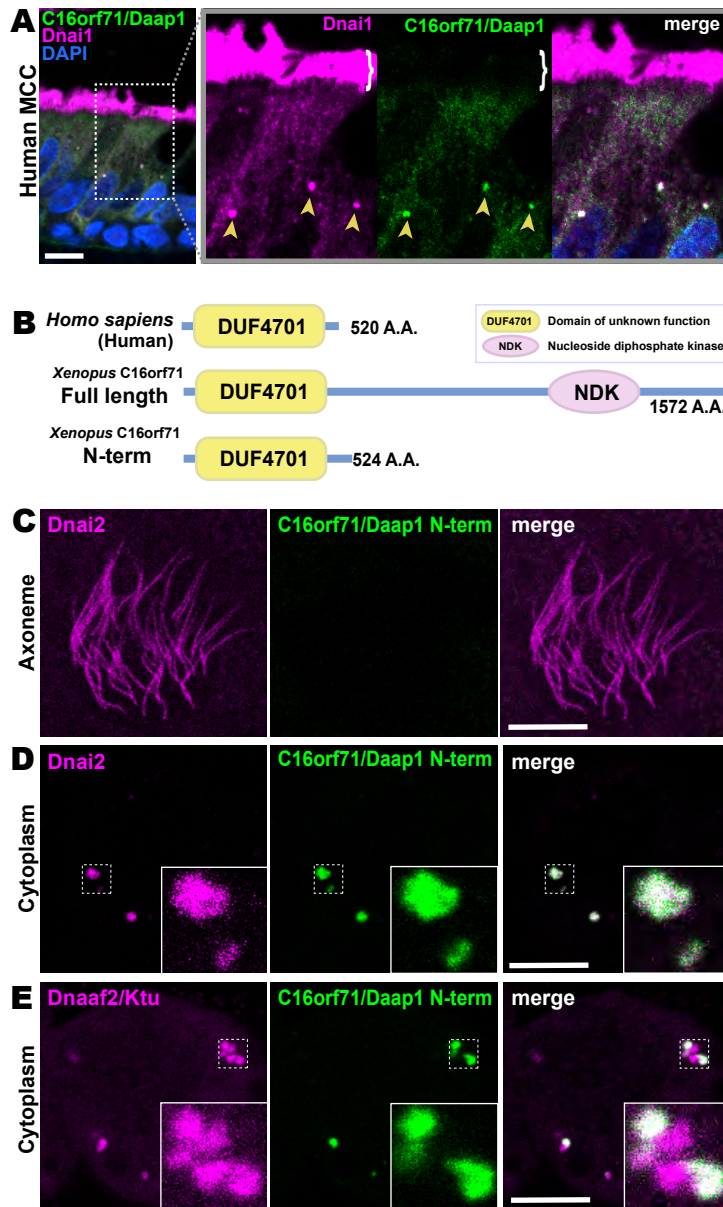 A
C16orf71/Daap1
Dnai1
DAPI
Dnai1
C16orf71/Daap1
merge
Human MCC
}
}
B
Homo sapiens
(Human)
DUF4701
520 A.A.
DUF4701 Domain of unknown function
NDK Nucleoside diphosphate kinase
Xenopus C16orf71
Full length
DUF4701
NDK
1572 A.A.
Xenopus C16orf71
N-term
DUF4701
524 A.A.
C
Dnai2
C16orf71/Daap1 N-term
merge
Axoneme
D
Dnai2
C16orf71/Daap1 N-term
merge
Cytoplasm
E
Dnaaf2/Ktu
C16orf71/Daap1 N-term
merge
Cytoplasm